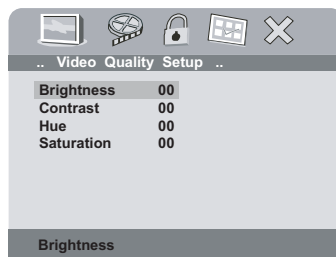 .. Video Quality Setup ..
Brightness 00
Contrast 00
Hue 00
Saturation 00
Brightness